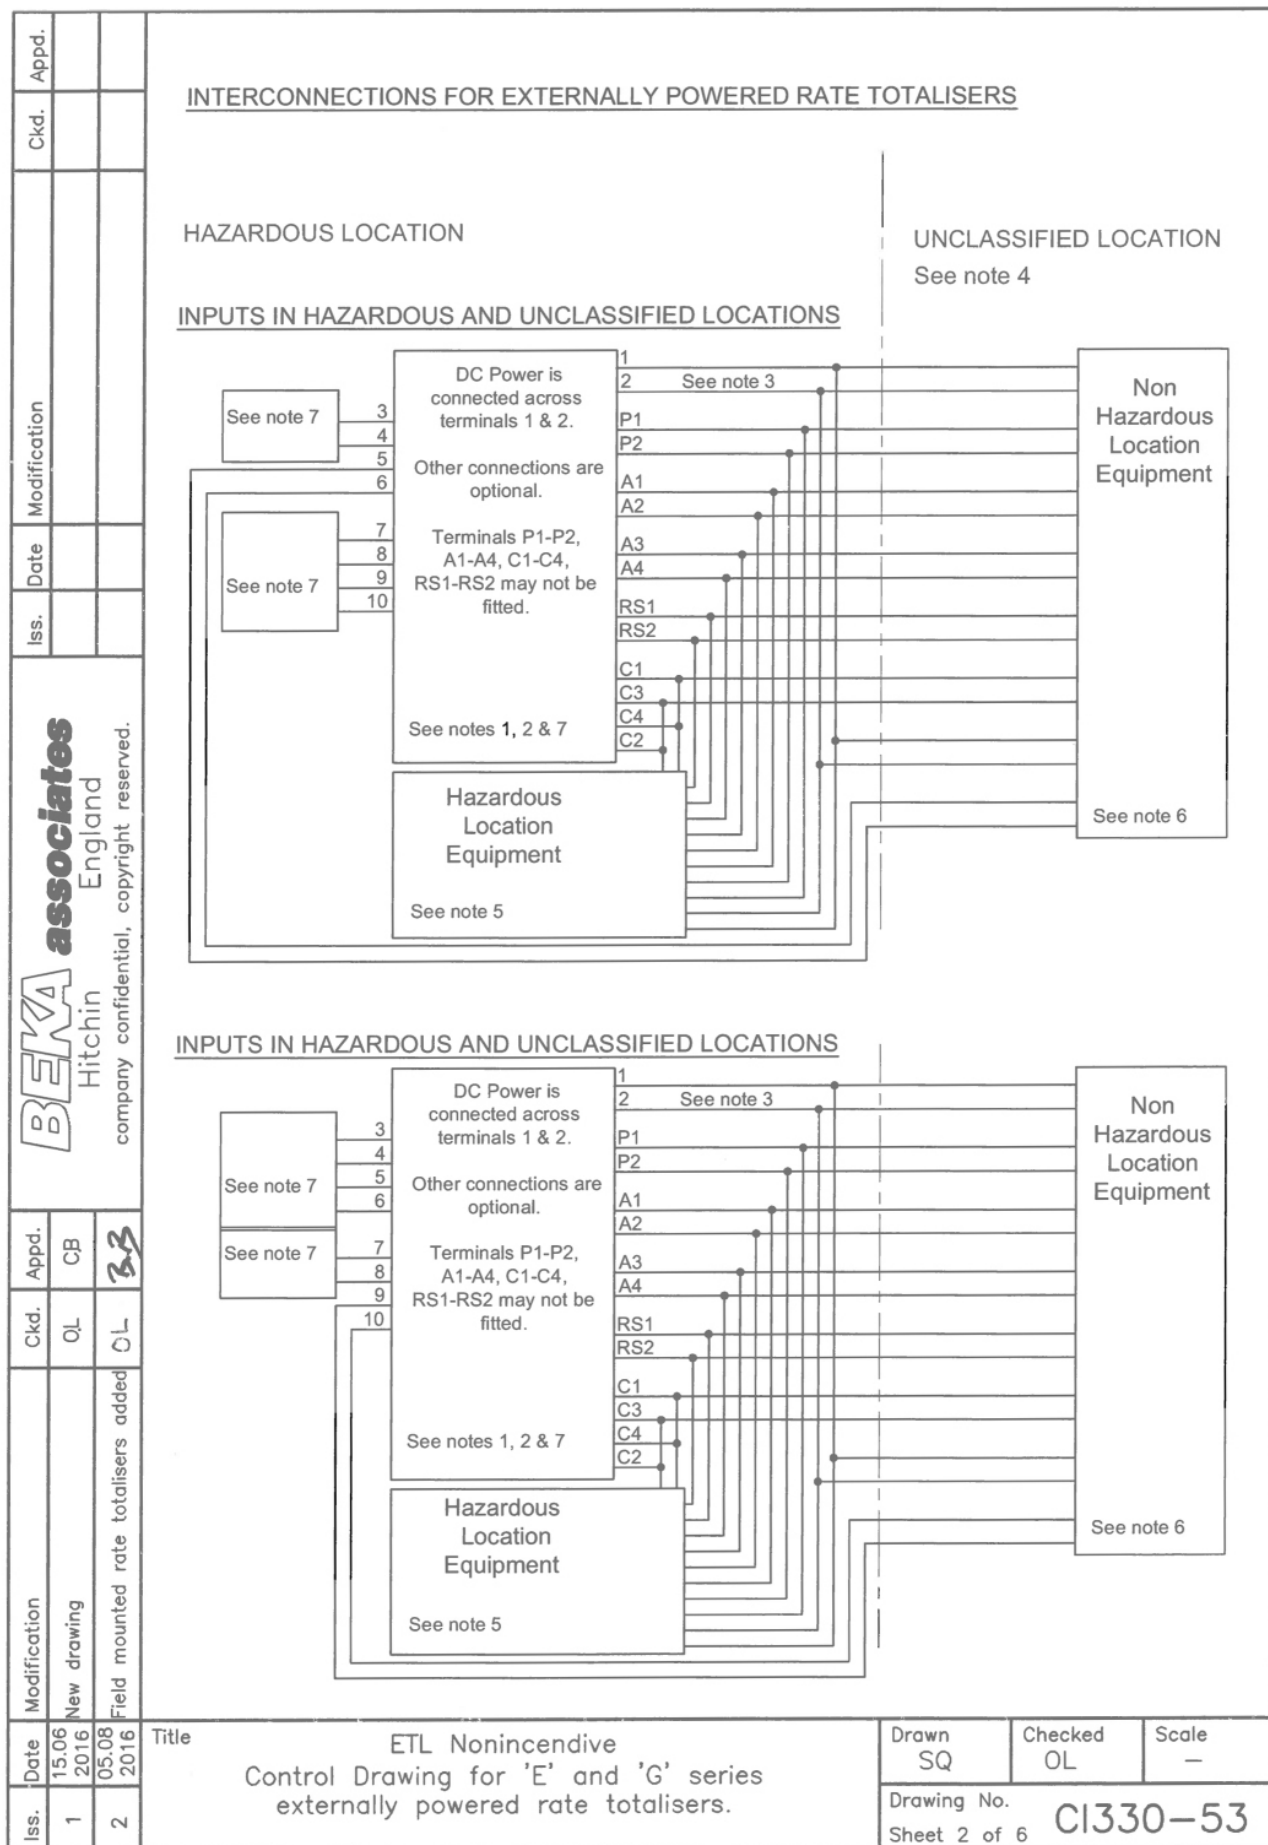 INTERCONNECTIONS FOR EXTERNALLY POWERED RATE TOTALISERS
HAZARDOUS LOCATION
UNCLASSIFIED LOCATION
See note 4
INPUTS IN HAZARDOUS AND UNCLASSIFIED LOCATIONS
DC Power is
connected across
terminals 1 & 2.
Other connections are
optional.
Terminals P1-P2,
A1-A4, C1-C4,
RS1-RS2 may not be
fitted.
See notes 1, 2 & 7
See note 7
See note 7
3
4
5
6
7
8
9
10
1
2
See note 3
P1
P2
A1
A2
A3
A4
RS1
RS2
C1
C3
C4
C2
Non
Hazardous
Location
Equipment
See note 6
Hazardous
Location
Equipment
See note 5
INPUTS IN HAZARDOUS AND UNCLASSIFIED LOCATIONS
DC Power is
connected across
terminals 1 & 2.
Other connections are
optional.
Terminals P1-P2,
A1-A4, C1-C4,
RS1-RS2 may not be
fitted.
See notes 1, 2 & 7
See note 7
See note 7
3
4
5
6
7
8
9
10
1
2
See note 3
P1
P2
A1
A2
A3
A4
RS1
RS2
C1
C3
C4
C2
Non
Hazardous
Location
Equipment
See note 6
Hazardous
Location
Equipment
See note 5
Iss. Date Modification Ckd. Appd.
BEKA associates
Hitchin England
company confidential, copyright reserved.
Iss. Date Modification Ckd. Appd.
1 15.06 2016 New drawing OL CB
2 05.08 2016 Field mounted rate totalisers added OL
Title
ETL Nonincendive
Control Drawing for 'E' and 'G' series
externally powered rate totalisers.
Drawn
SQ
Checked
OL
Scale
–
Drawing No.
CI330-53
Sheet 2 of 6